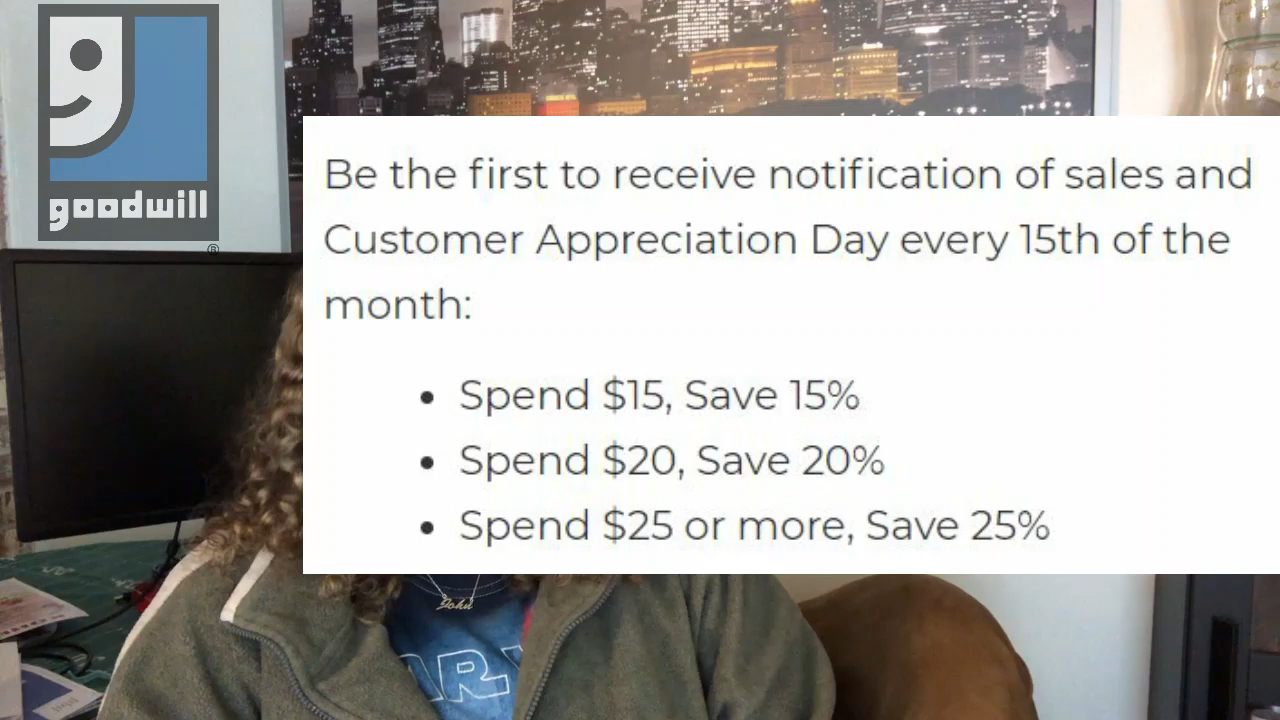 goodwill
®
Be the first to receive notification of sales and
Customer Appreciation Day every 15th of the
month:
• Spend $15, Save 15%
• Spend $20, Save 20%
• Spend $25 or more, Save 25%
John